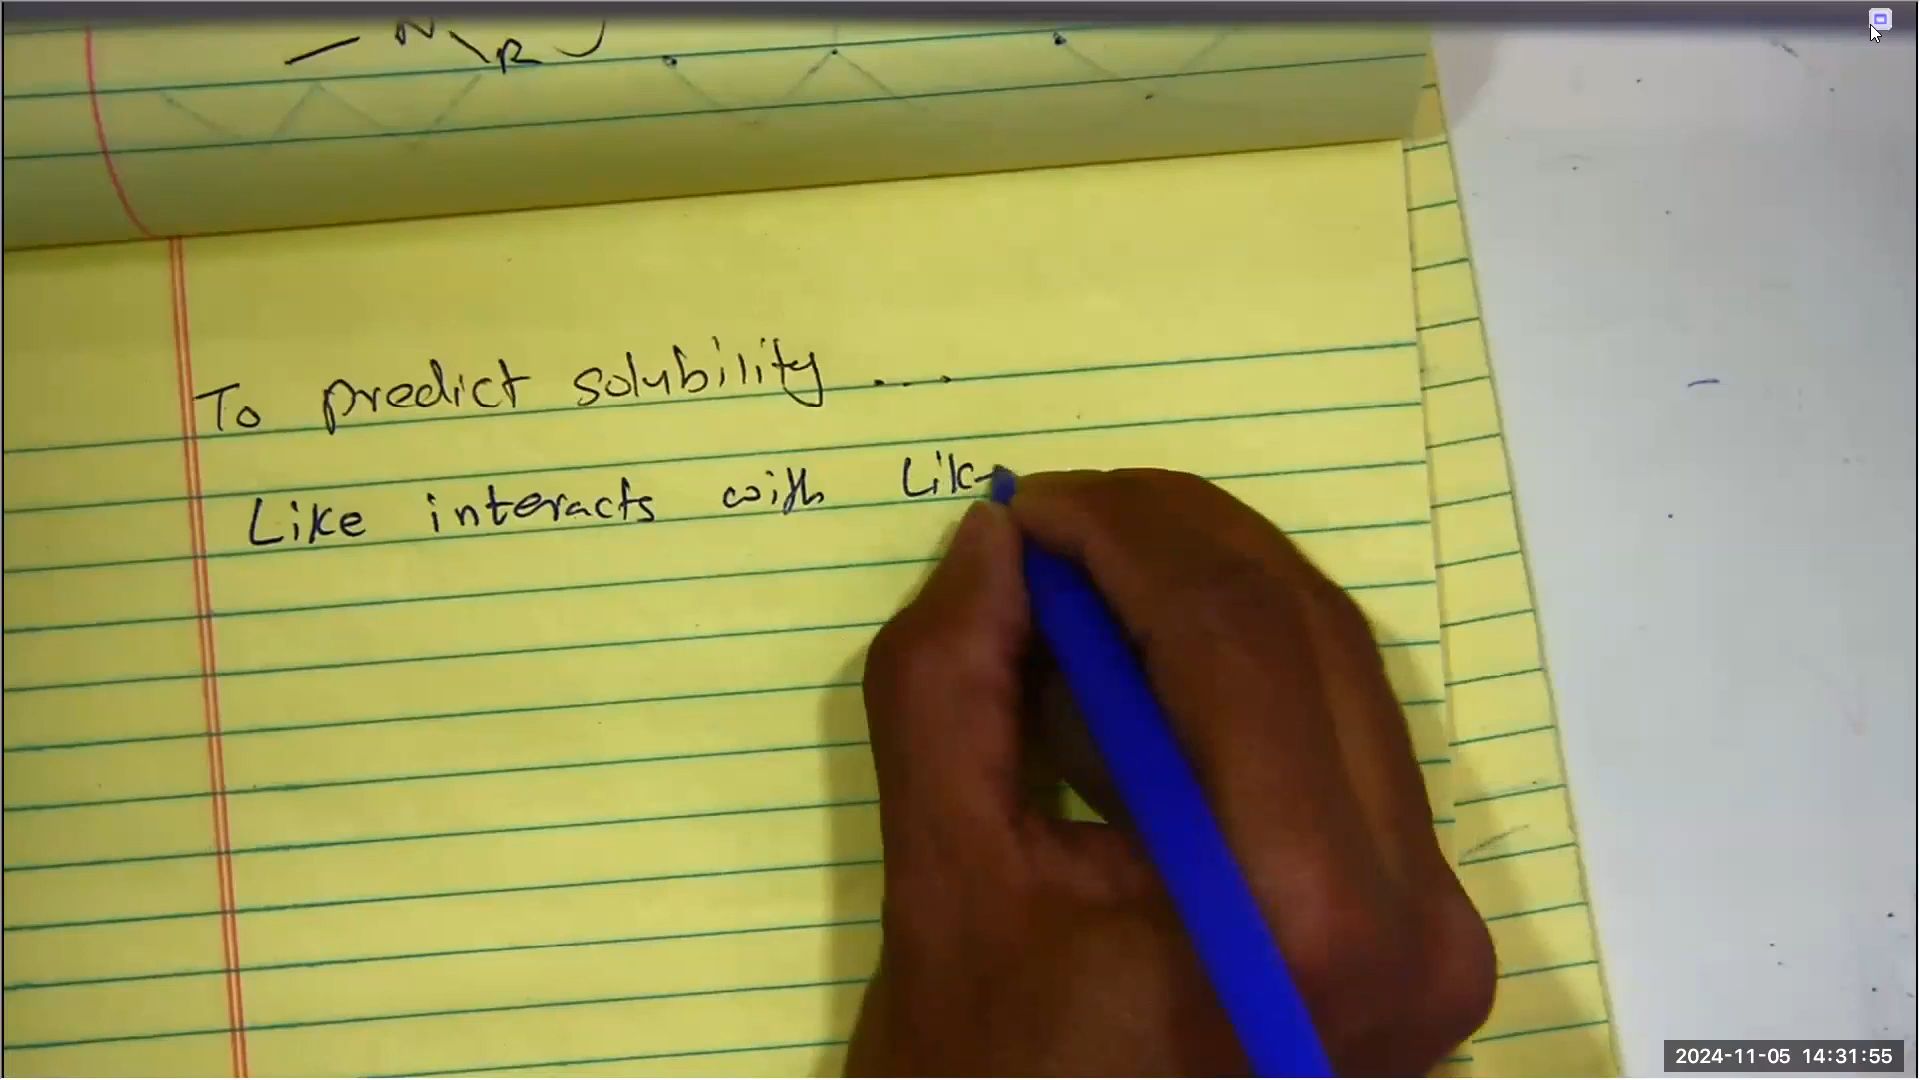 N
R
To predict solubility ....
Like interacts with Lik
2024-11-05 14:31:55